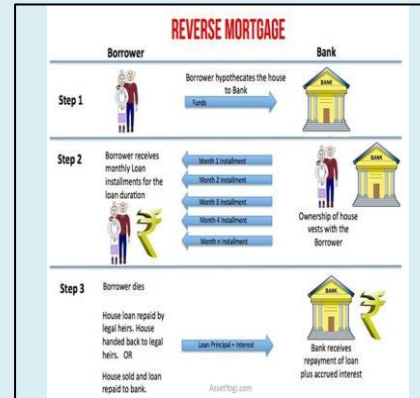 REVERSE MORTGAGE
Borrower
Bank
Step 1
Borrower hypothecates the house
to Bank
Funds
BANK
Step 2
Borrower receives
monthly Loan
installments for the
loan duration
Month 1 Installment
Month 2 Installment
Month 3 Installment
Month 4 Installment
Month n Installment
BANK
Ownership of house
vests with the
Borrower
Step 3
Borrower dies
House loan repaid by
legal heirs. House
handed back to legal
heirs. OR
House sold and loan
repaid to bank.
Loan Principal + Interest
BANK
Bank receives
repayment of loan
plus accrued interest
AssetYogi.com